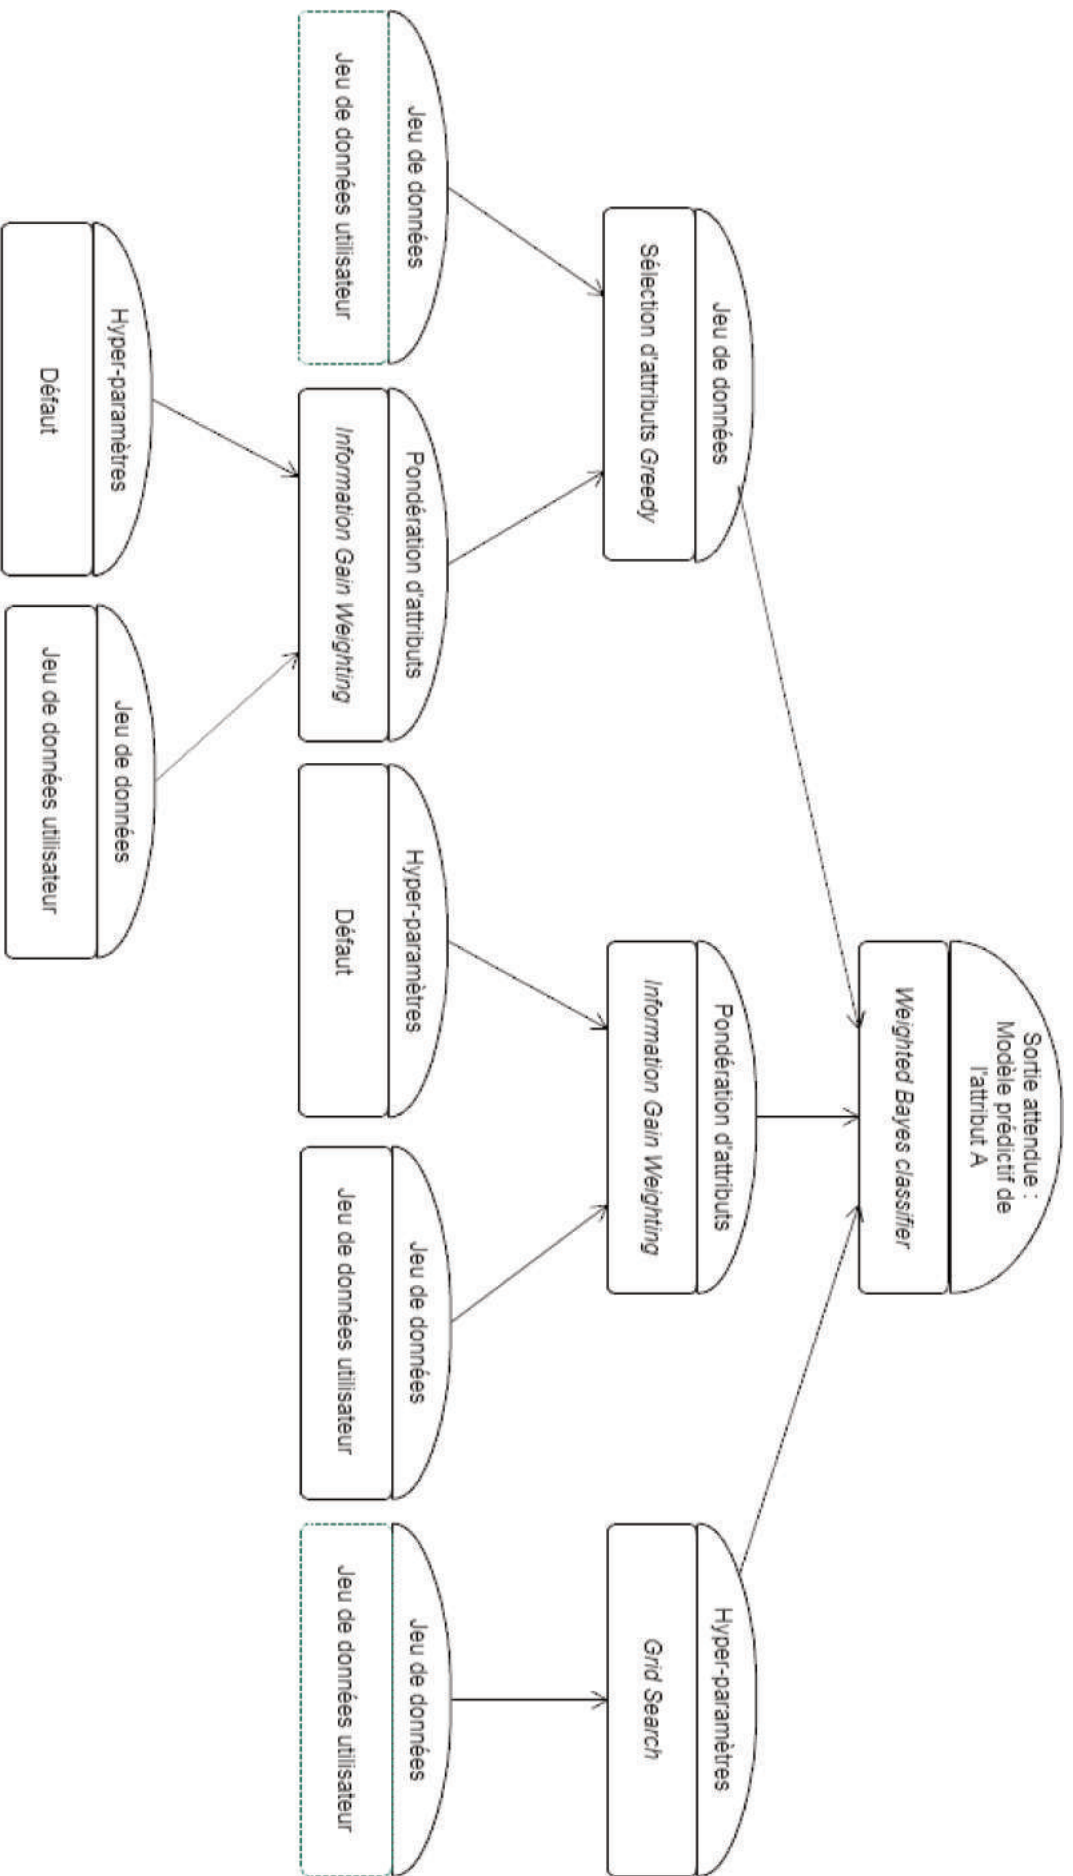 Sortie attendue :
Modèle prédictif de
l'attribut A
Weighted Bayes classifier
Jeu de données
Sélection d'attributs Greedy
Pondération d'attributs
Information Gain Weighting
Hyper-paramètres
Grid Search
Jeu de données
Jeu de données utilisateur
Pondération d'attributs
Information Gain Weighting
Hyper-paramètres
Défaut
Jeu de données
Jeu de données utilisateur
Jeu de données
Jeu de données utilisateur
Hyper-paramètres
Défaut
Jeu de données
Jeu de données utilisateur